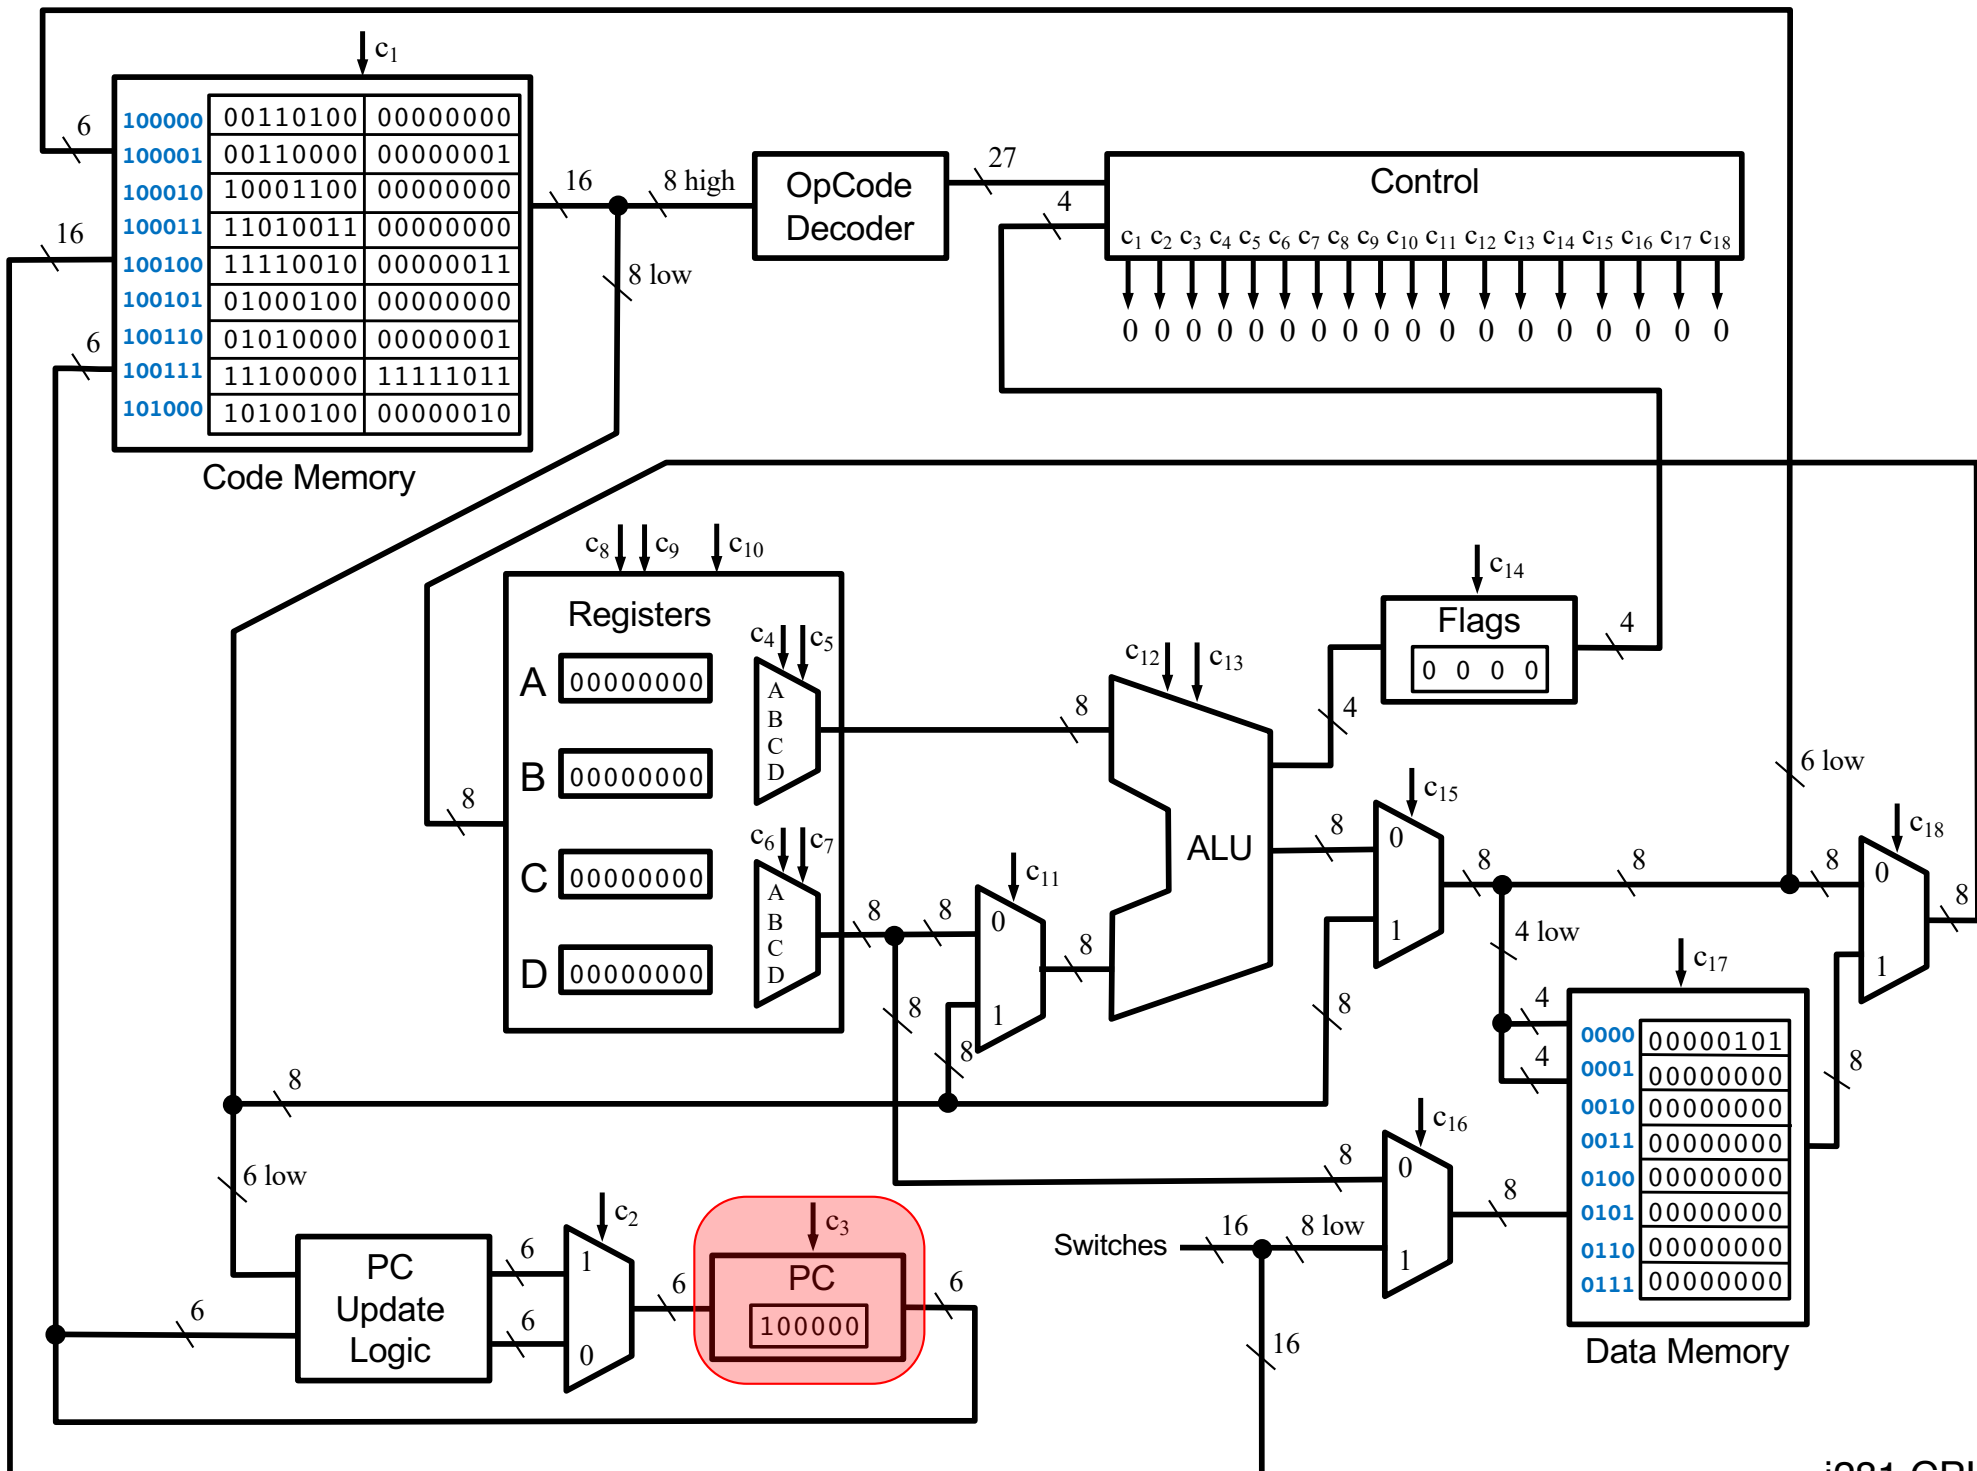 c1
100000 00110100 00000000
100001 00110000 00000001
100010 10001100 00000000
100011 11010011 00000000
100100 11110010 00000011
100101 01000100 00000000
100110 01010000 00000001
100111 11100000 11111011
101000 10100100 00000010
Code Memory
6
16
6
16
8 high
8 low
OpCode
Decoder
27
4
Control
c1 c2 c3 c4 c5 c6 c7 c8 c9 c10 c11 c12 c13 c14 c15 c16 c17 c18
0 0 0 0 0 0 0 0 0 0 0 0 0 0 0 0 0 0
c8 c9 c10
Registers
A 00000000
B 00000000
C 00000000
D 00000000
c4 c5
A
B
C
D
c6 c7
A
B
C
D
8
8
8
8
8
c11
0
1
8
8
c12 c13
ALU
c14
Flags
0 0 0 0
4
4
8
c15
0
1
8
8
8
6 low
8
c18
0
1
8
4 low
4
4
c17
0000 00000101
0001 00000000
0010 00000000
0011 00000000
0100 00000000
0101 00000000
0110 00000000
0111 00000000
Data Memory
8
8
6 low
PC
Update
Logic
6
6
6
c2
1
0
6
c3
PC
100000
6
Switches
16
8 low
16
8
c16
0
1
8